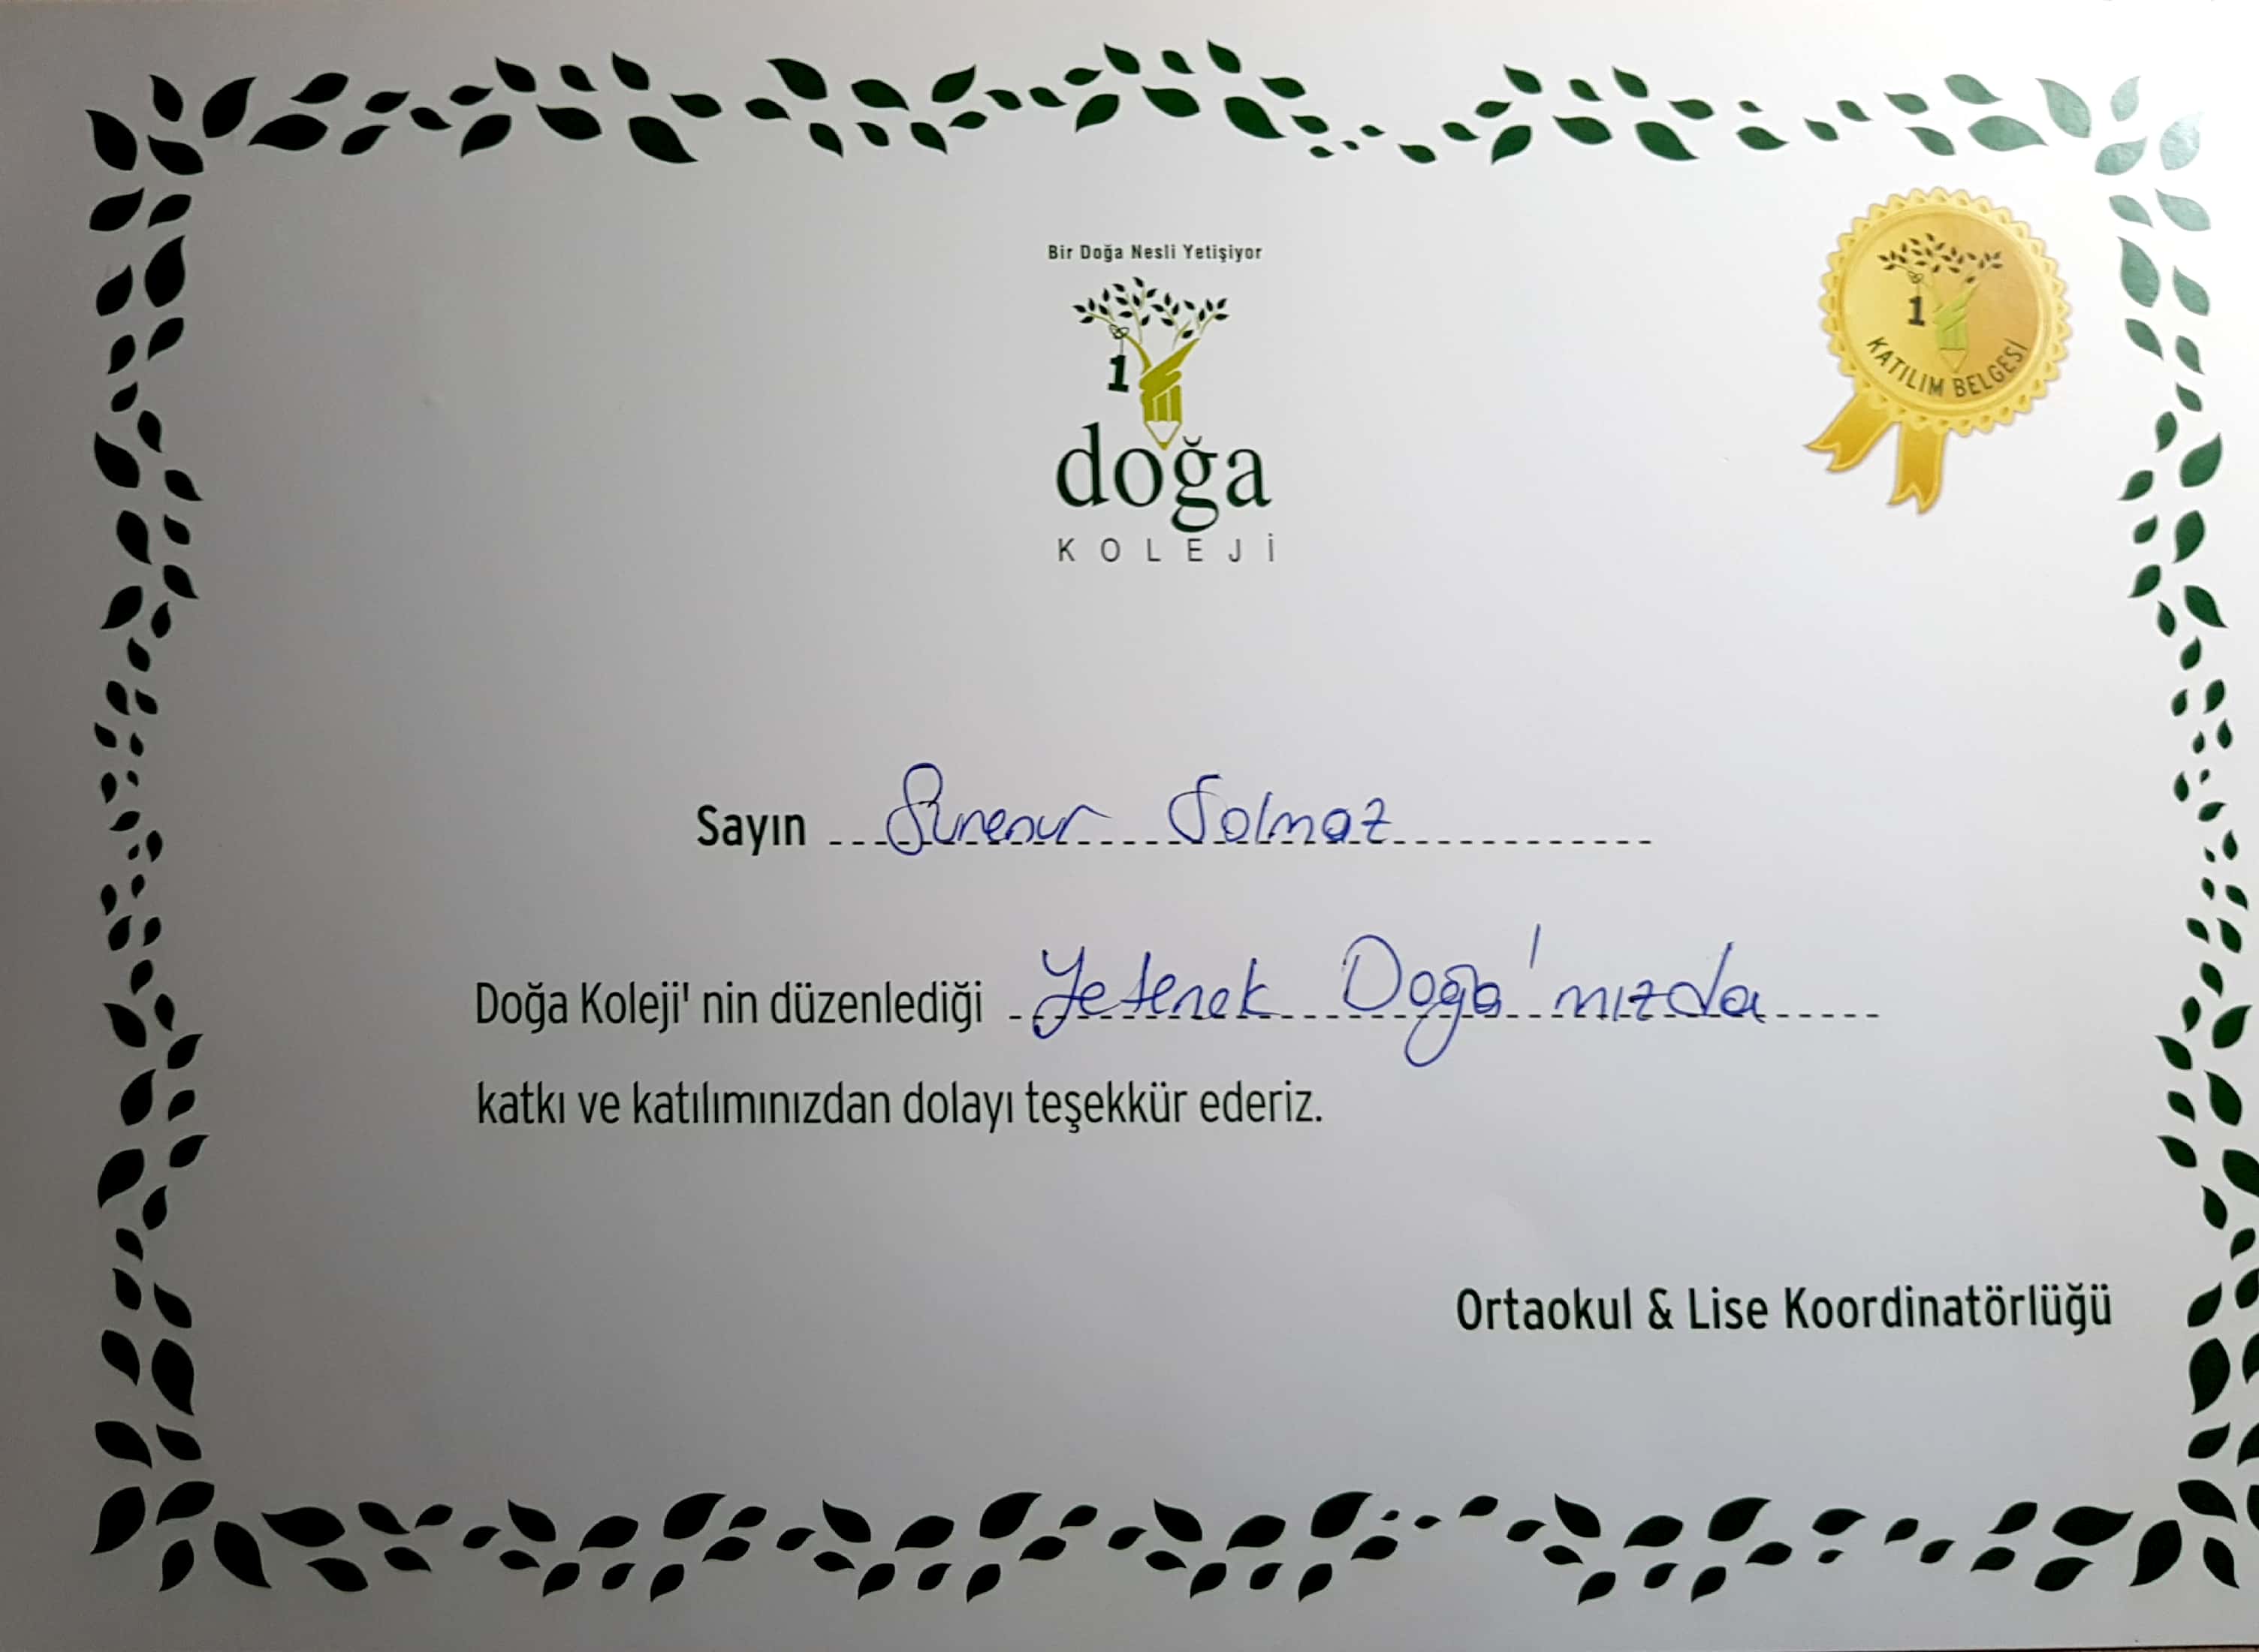 Bir Doğa Nesli Yetişiyor
1
doğa
KOLEJİ
1
KATILIM BELGESİ
Sayın Surenur Solmaz
Doğa Koleji' nin düzenlediği Yetenek Doğa'mızda
katkı ve katılımınızdan dolayı teşekkür ederiz.
Ortaokul & Lise Koordinatörlüğü